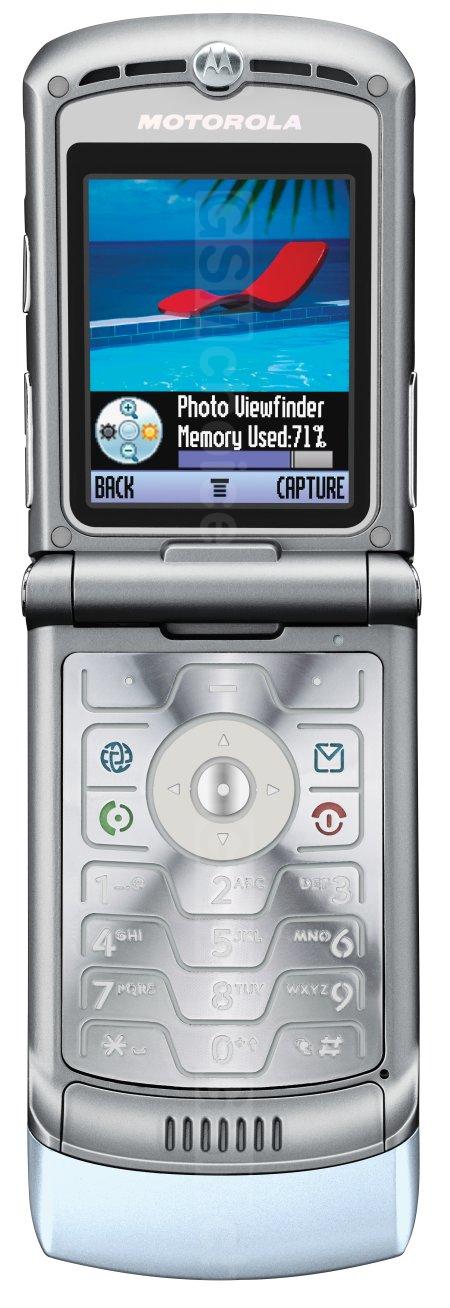 MOTOROLA
Photo Viewfinder
Memory Used:71%
BACK CAPTURE
1 2ABC DEF3
4GHI 5JKL MNO6
7PQRS 8TUV WXYZ9
* 0 #